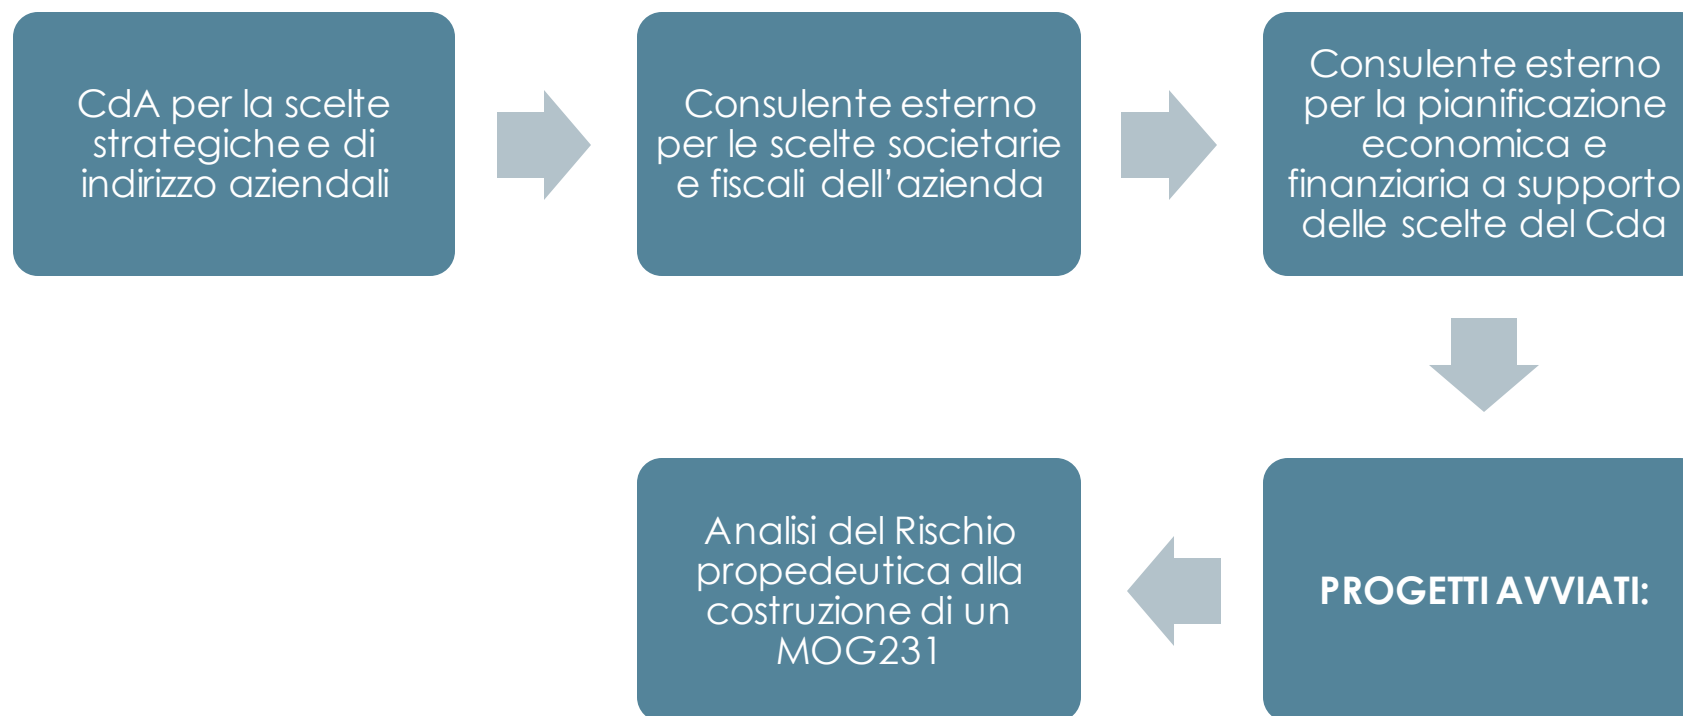 CdA per la scelte
strategiche e di
indirizzo aziendali
Consulente esterno
per le scelte societarie
e fiscali dell’azienda
Consulente esterno
per la pianificazione
economica e
finanziaria a supporto
delle scelte del Cda
PROGETTI AVVIATI:
Analisi del Rischio
propedeutica alla
costruzione di un
MOG231